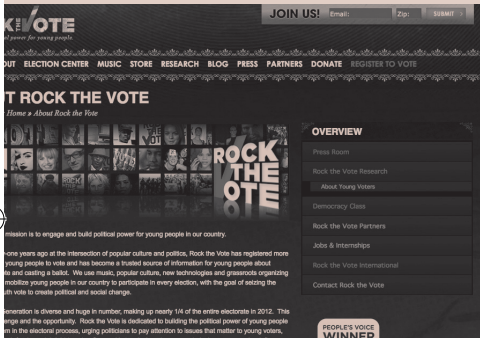 JOIN US! Email: Zip: SUBMIT
K THE VOTE
al power for young people.
OUT ELECTION CENTER MUSIC STORE RESEARCH BLOG PRESS PARTNERS DONATE REGISTER TO VOTE
UT ROCK THE VOTE
Home » About Rock the Vote
ROCK
THE
VOTE
OVERVIEW
Press Room
Rock the Vote Research
About Young Voters
Democracy Class
Rock the Vote Partners
Jobs & Internships
Rock the Vote International
Contact Rock the Vote
mission is to engage and build political power for young people in our country.
-one years ago at the intersection of popular culture and politics, Rock the Vote has registered more
young people to vote and has become a trusted source of information for young people about
te and casting a ballot. We use music, popular culture, new technologies and grassroots organizing
mobilize young people in our country to participate in every election, with the goal of seizing the
uth vote to create political and social change.
Generation is diverse and huge in number, making up nearly 1/4 of the entire electorate in 2012. This
enge and the opportunity. Rock the Vote is dedicated to building the political power of young people
em in the electoral process, urging politicians to pay attention to issues that matter to young voters,
PEOPLE'S VOICE
WINNER